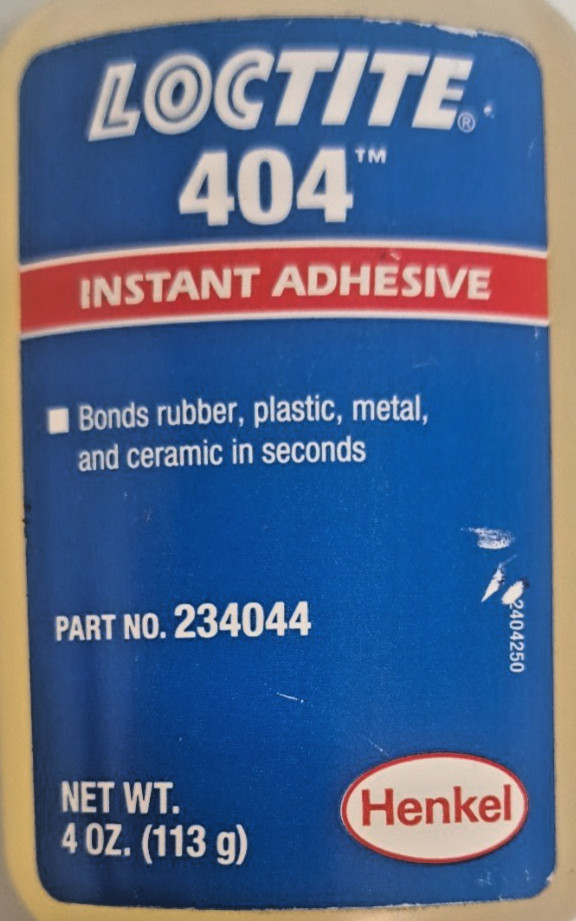 LOCTITE®
404™
INSTANT ADHESIVE
■ Bonds rubber, plastic, metal,
and ceramic in seconds
PART NO. 234044
2404250
NET WT.
4 OZ. (113 g)
Henkel